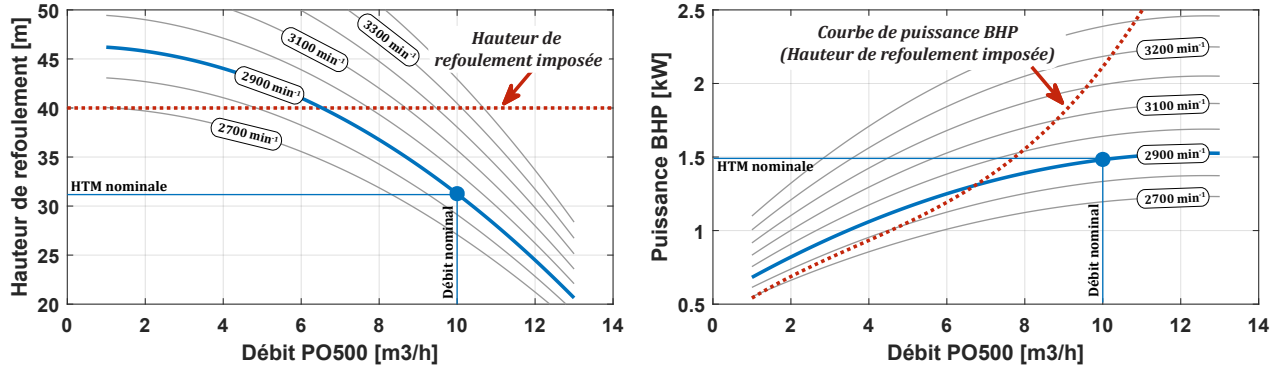 Hauteur de refoulement [m]
50
45
40
35
30
25
20
3300 min-1
3100 min-1
2900 min-1
2700 min-1
Hauteur de
refoulement imposée
HTM nominale
Débit nominal
0 2 4 6 8 10 12 14
Débit PO500 [m3/h]
Puissance BHP [kW]
2.5
2
1.5
1
0.5
Courbe de puissance BHP
(Hauteur de refoulement imposée)
3200 min-1
3100 min-1
2900 min-1
2700 min-1
HTM nominale
Débit nominal
0 2 4 6 8 10 12 14
Débit PO500 [m3/h]